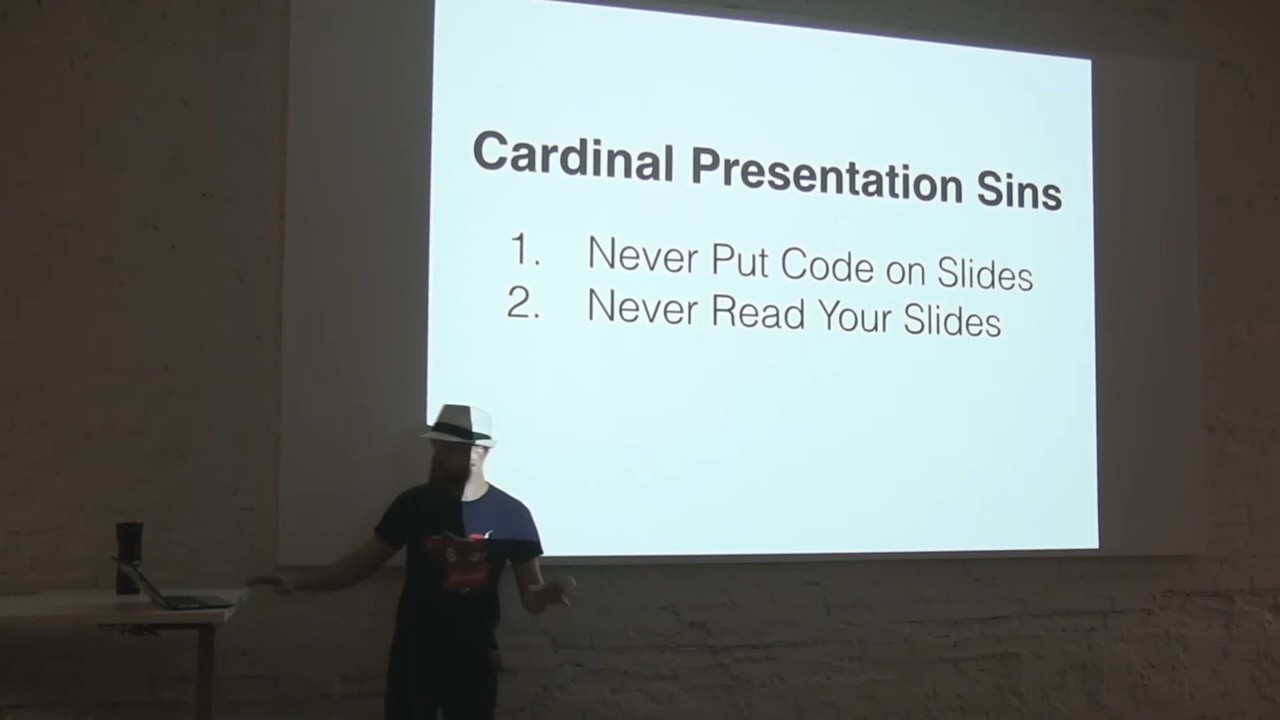 Cardinal Presentation Sins
1. Never Put Code on Slides
2. Never Read Your Slides